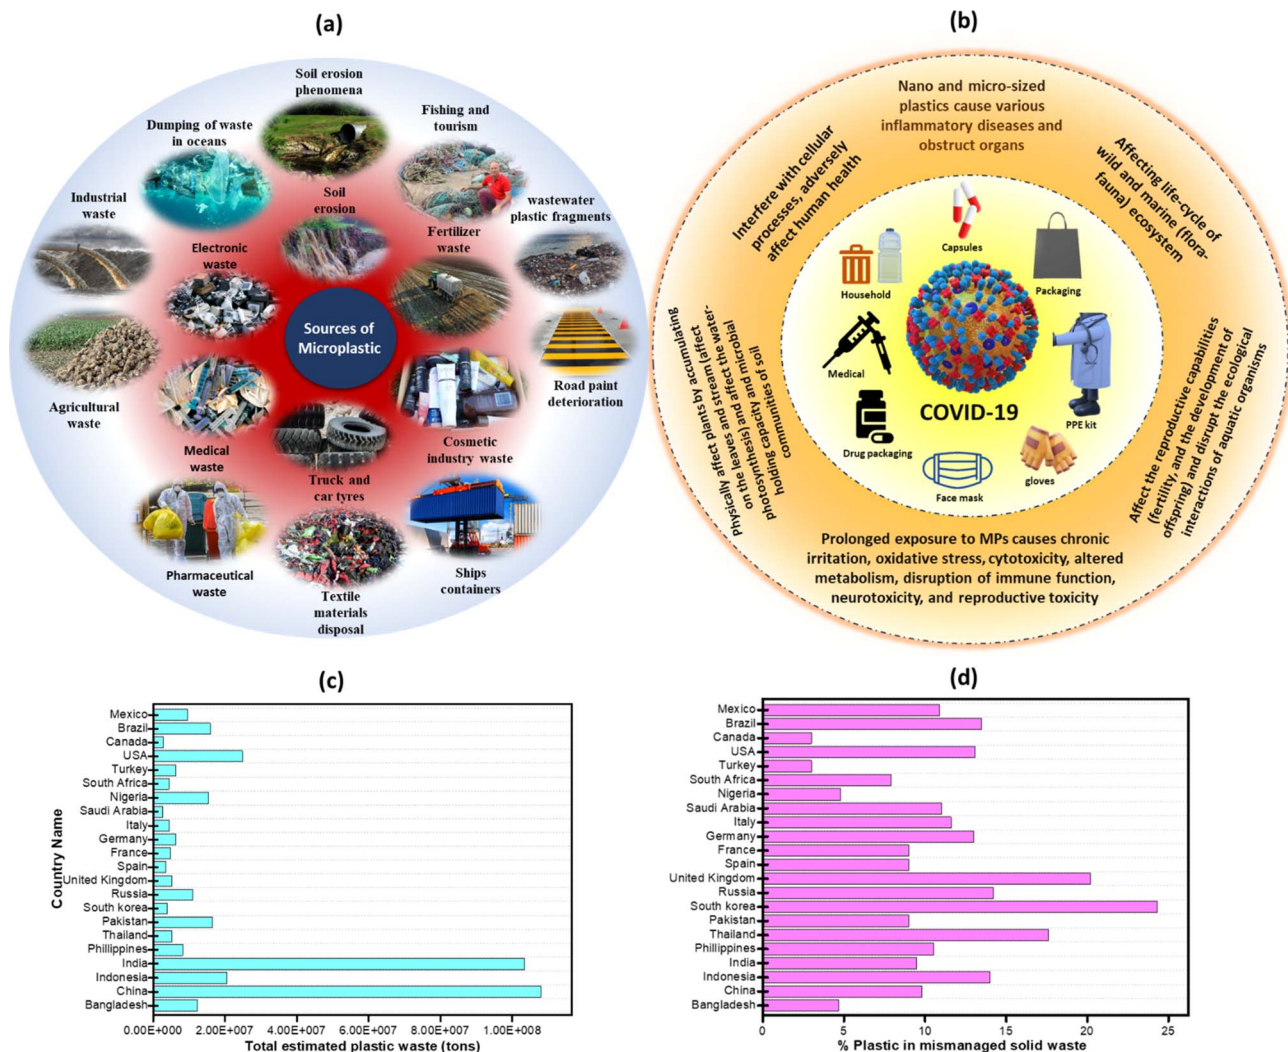 (a)
Soil erosion
phenomena
Fishing and
tourism
Dumping of waste
in oceans
Industrial
waste
Soil
erosion
wastewater
plastic fragments
Electronic
waste
Fertilizer
waste
Sources of
Microplastic
Agricultural
waste
Road paint
deterioration
Medical
waste
Truck and
car tyres
Cosmetic
industry waste
Pharmaceutical
waste
Textile
materials
disposal
Ships
containers
(b)
Nano and micro-sized
plastics cause various
inflammatory diseases and
obstruct organs
Interfere with cellular
processes, adversely
affect human health
Affecting life-cycle of
wild and marine (flora-
fauna) ecosystem
Capsules
Household
Packaging
Medical
COVID-19
PPE kit
Drug packaging
Face mask
gloves
Physically affect plants by accumulating
on the leaves and stream (affect
photosynthesis) and affect the water-
holding capacity and microbial
communities of soil
Affect the reproductive capabilities
(fertility, and the development of
offspring) and disrupt the ecological
interactions of aquatic organisms
Prolonged exposure to MPs causes chronic
irritation, oxidative stress, cytotoxicity, altered
metabolism, disruption of immune function,
neurotoxicity, and reproductive toxicity
(c)
Country Name
Mexico
Brazil
Canada
USA
Turkey
South Africa
Nigeria
Saudi Arabia
Italy
Germany
France
Spain
United Kingdom
Russia
South korea
Pakistan
Thailand
Phillippines
India
Indonesia
China
Bangladesh
0.00E+000 2.00E+007 4.00E+007 6.00E+007 8.00E+007 1.00E+008
Total estimated plastic waste (tons)
(d)
Mexico
Brazil
Canada
USA
Turkey
South Africa
Nigeria
Saudi Arabia
Italy
Germany
France
Spain
United Kingdom
Russia
South korea
Pakistan
Thailand
Phillippines
India
Indonesia
China
Bangladesh
0 5 10 15 20 25
% Plastic in mismanaged solid waste